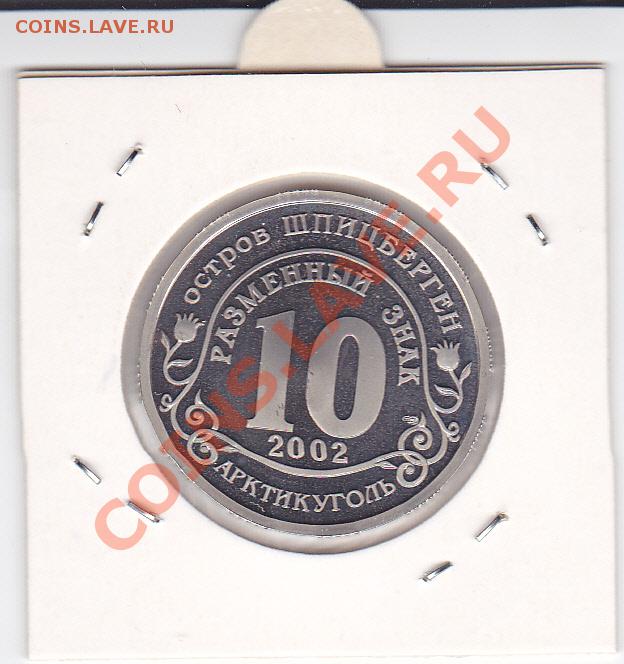 COINS.LAVE.RU
остров ШПИЦБЕРГЕН
РАЗМЕННЫЙ ЗНАК
10
2002
АРКТИКУГОЛЬ
COINS.LAVE.RU